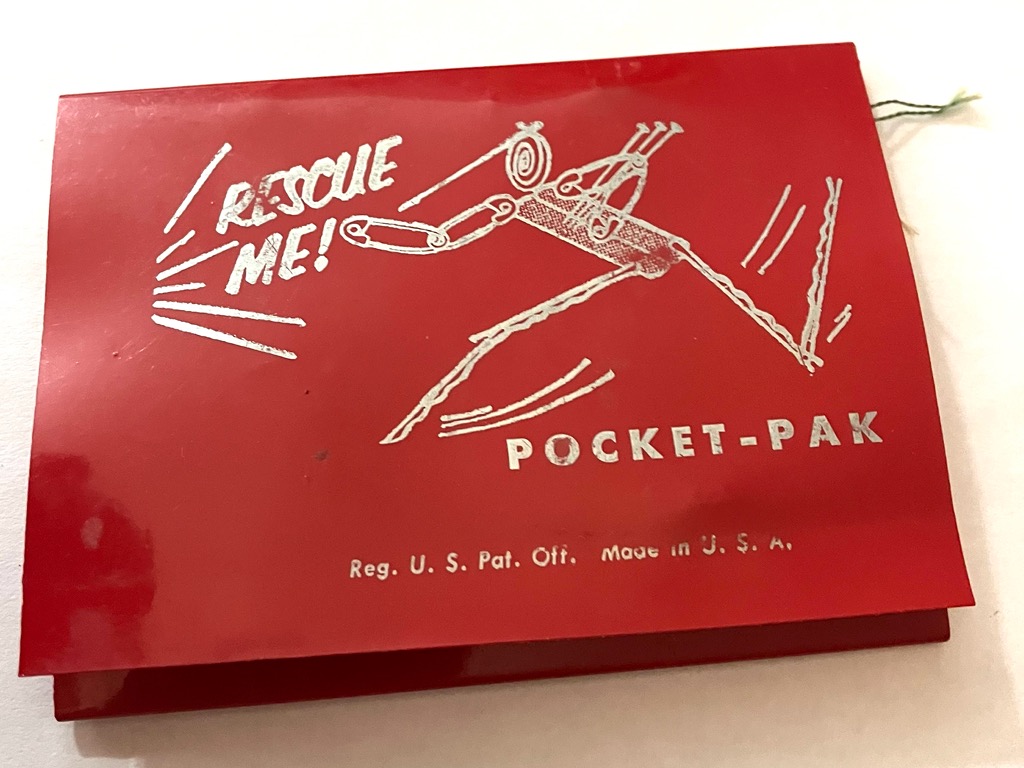 RESCUE
ME!
POCKET-PAK
Reg. U. S. Pat. Off. Made in U. S. A.